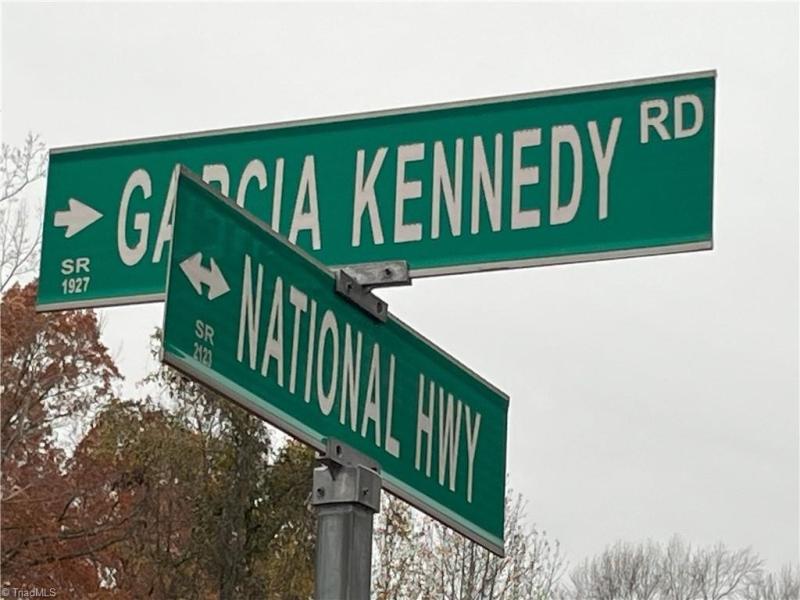 GARCIA KENNEDY RD
SR
1927
NATIONAL HWY
SR
2123
© TriadMLS